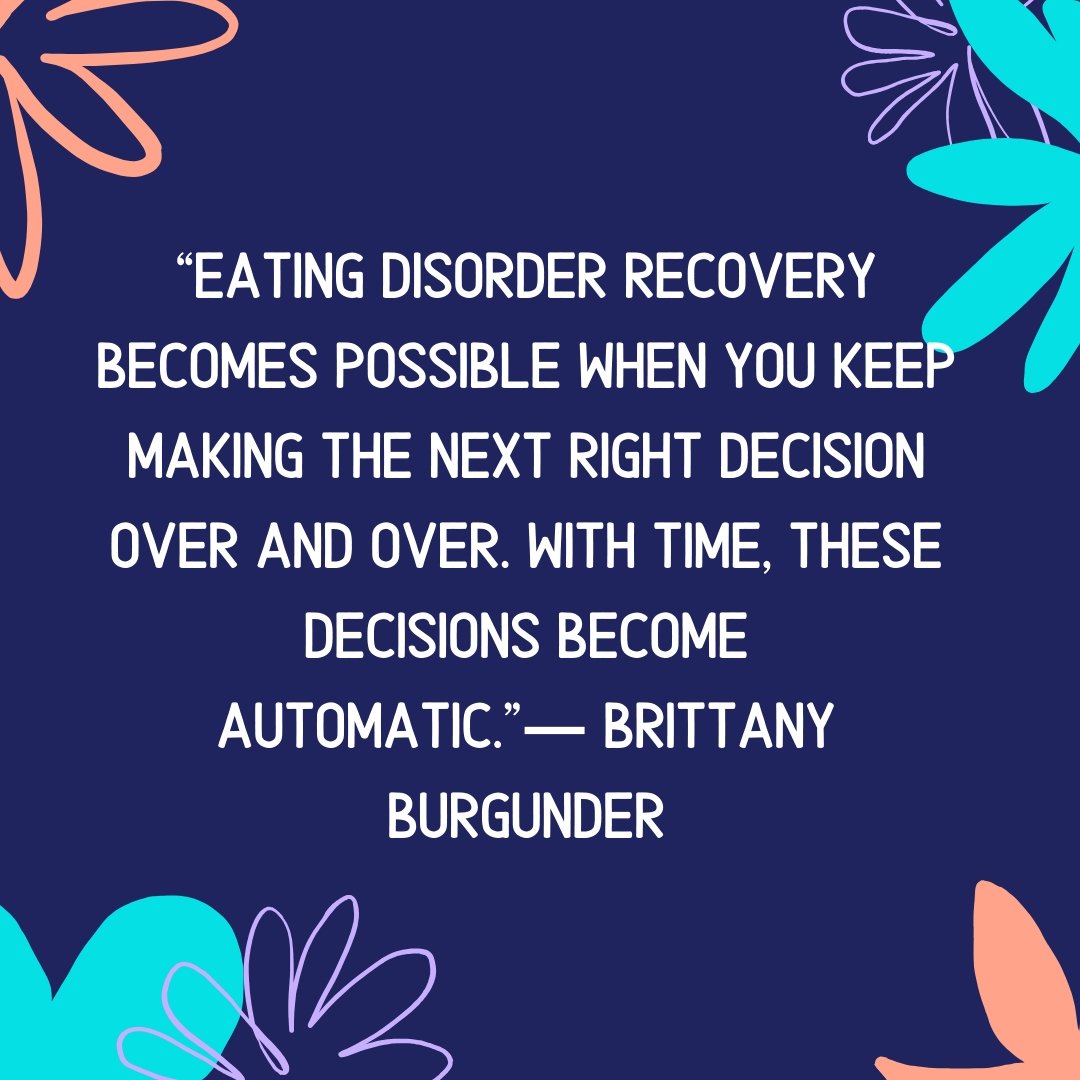 “EATING DISORDER RECOVERY
BECOMES POSSIBLE WHEN YOU KEEP
MAKING THE NEXT RIGHT DECISION
OVER AND OVER. WITH TIME, THESE
DECISIONS BECOME
AUTOMATIC.”— BRITTANY
BURGUNDER